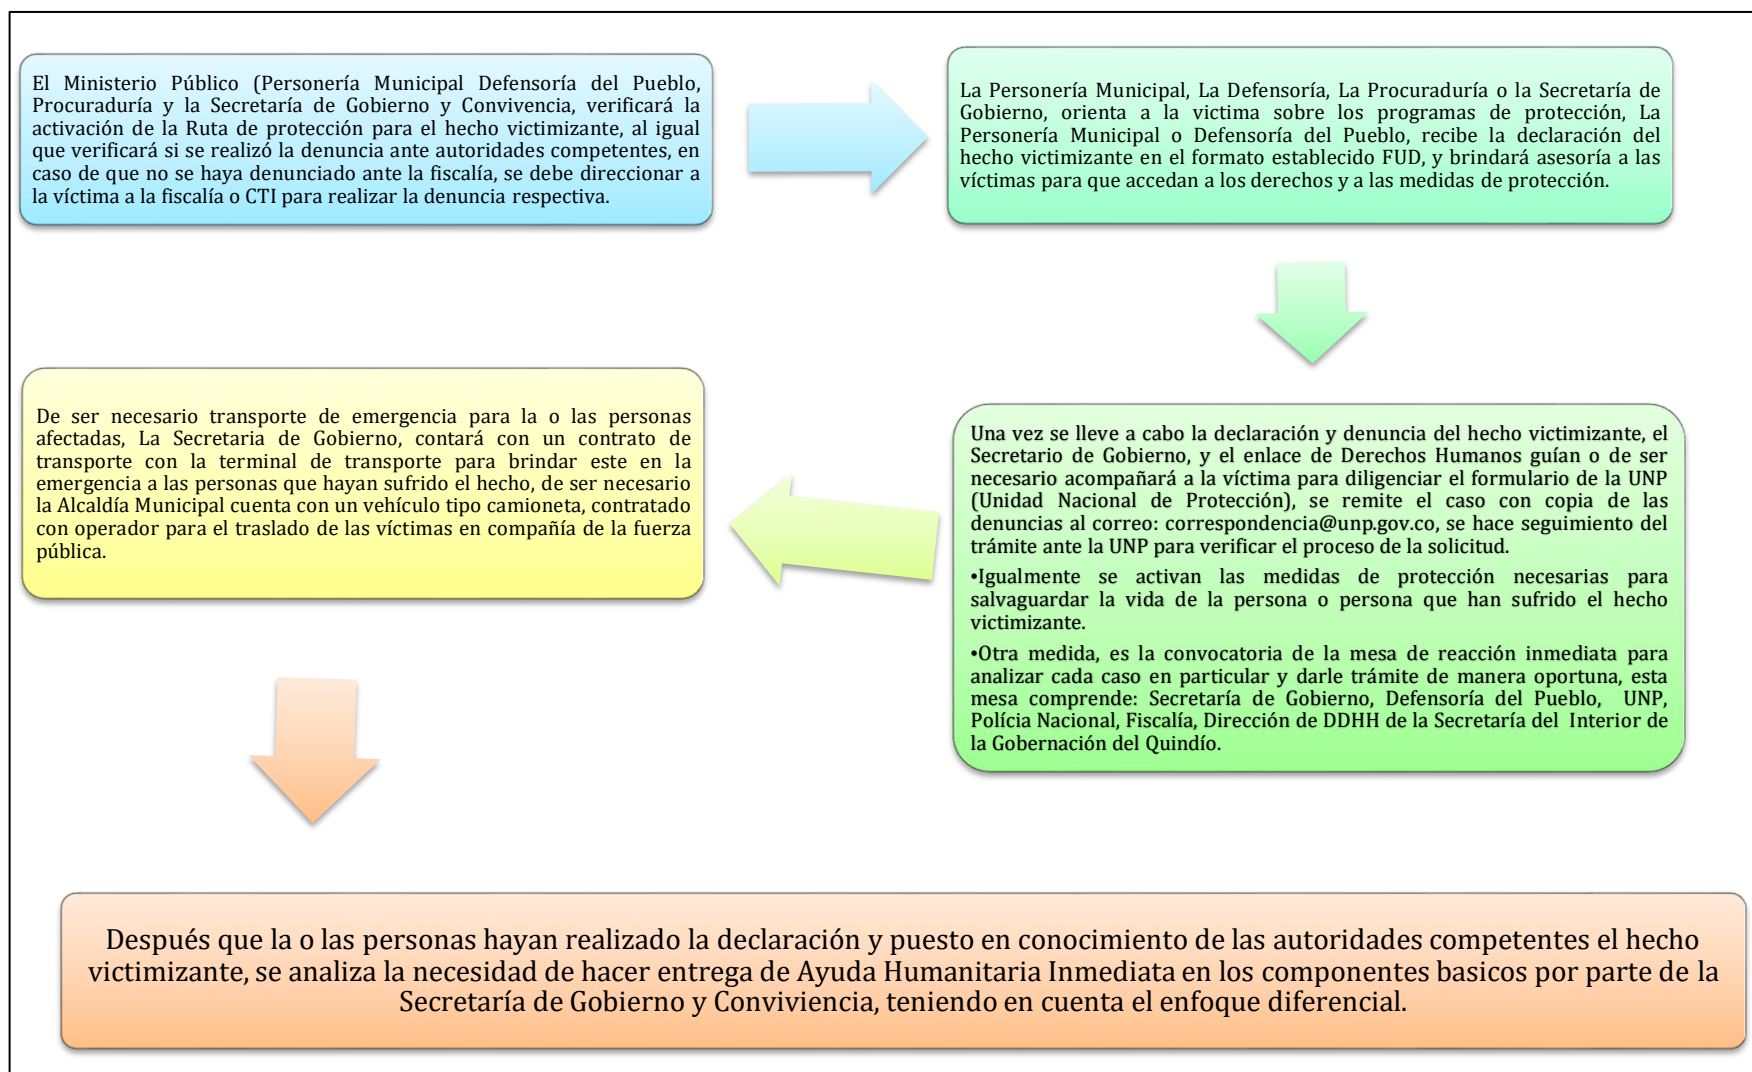 El Ministerio Público (Personería Municipal Defensoría del Pueblo,
Procuraduría y la Secretaría de Gobierno y Convivencia, verificará la
activación de la Ruta de protección para el hecho victimizante, al igual
que verificará si se realizó la denuncia ante autoridades competentes, en
caso de que no se haya denunciado ante la fiscalía, se debe direccionar a
la víctima a la fiscalía o CTI para realizar la denuncia respectiva.
La Personería Municipal, La Defensoría, La Procuraduría o la Secretaría de
Gobierno, orienta a la victima sobre los programas de protección, La
Personería Municipal o Defensoría del Pueblo, recibe la declaración del
hecho victimizante en el formato establecido FUD, y brindará asesoría a las
víctimas para que accedan a los derechos y a las medidas de protección.
Una vez se lleve a cabo la declaración y denuncia del hecho victimizante, el
Secretario de Gobierno, y el enlace de Derechos Humanos guían o de ser
necesario acompañará a la víctima para diligenciar el formulario de la UNP
(Unidad Nacional de Protección), se remite el caso con copia de las
denuncias al correo: correspondencia@unp.gov.co, se hace seguimiento del
trámite ante la UNP para verificar el proceso de la solicitud.
•Igualmente se activan las medidas de protección necesarias para
salvaguardar la vida de la persona o persona que han sufrido el hecho
victimizante.
•Otra medida, es la convocatoria de la mesa de reacción inmediata para
analizar cada caso en particular y darle trámite de manera oportuna, esta
mesa comprende: Secretaría de Gobierno, Defensoría del Pueblo, UNP,
Polícia Nacional, Fiscalía, Dirección de DDHH de la Secretaría del Interior de
la Gobernación del Quindío.
De ser necesario transporte de emergencia para la o las personas
afectadas, La Secretaria de Gobierno, contará con un contrato de
transporte con la terminal de transporte para brindar este en la
emergencia a las personas que hayan sufrido el hecho, de ser necesario
la Alcaldía Municipal cuenta con un vehículo tipo camioneta, contratado
con operador para el traslado de las víctimas en compañía de la fuerza
pública.
Después que la o las personas hayan realizado la declaración y puesto en conocimiento de las autoridades competentes el hecho
victimizante, se analiza la necesidad de hacer entrega de Ayuda Humanitaria Inmediata en los componentes basicos por parte de la
Secretaría de Gobierno y Conviviencia, teniendo en cuenta el enfoque diferencial.